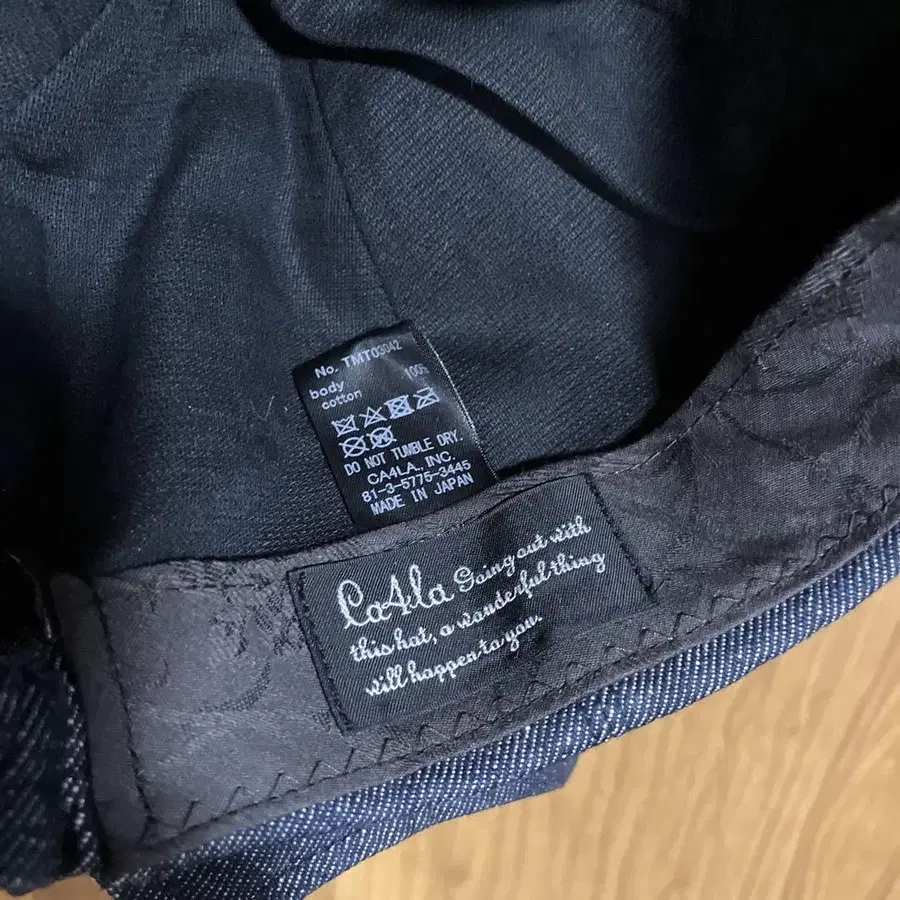 No. TMT03042
body
cotton 100%
DO NOT TUMBLE DRY.
CA4LA., INC.
81-3-5775-3445
MADE IN JAPAN
Ca4la Going out with
this hat, a wonderful thing
will happen to you.